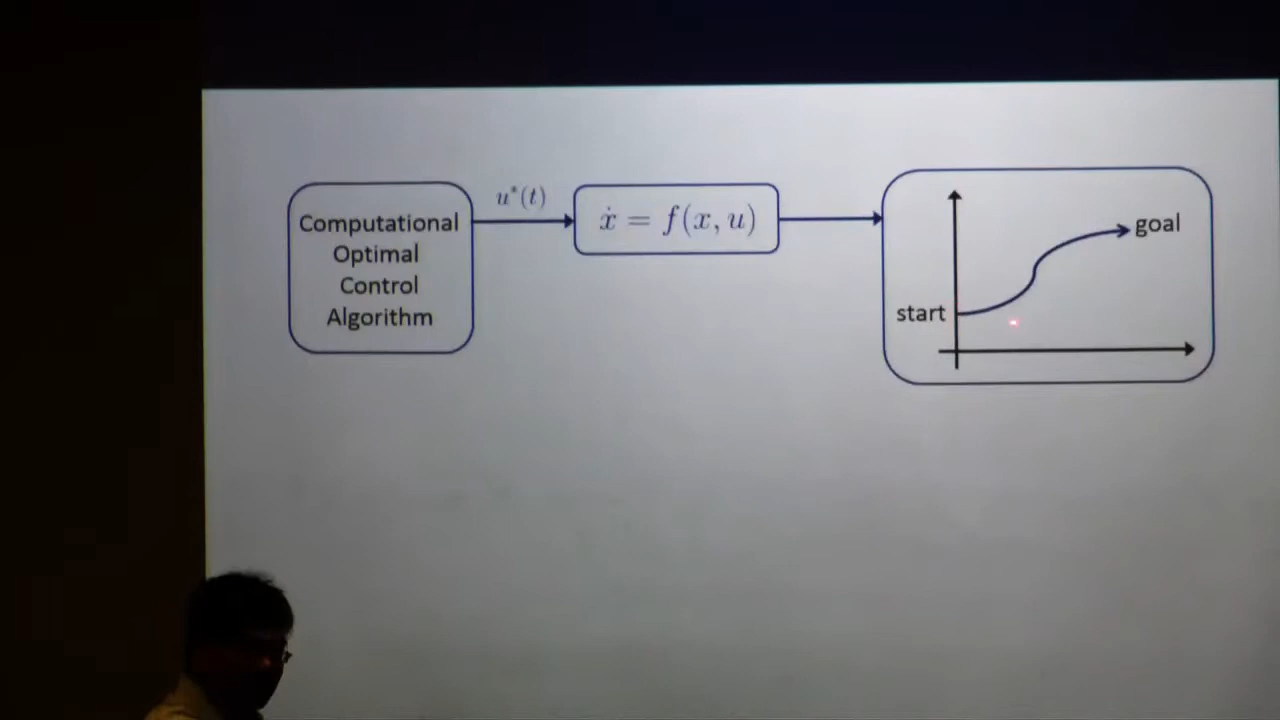 Computational
Optimal
Control
Algorithm
u*(t)
ẋ = f(x, u)
start
goal